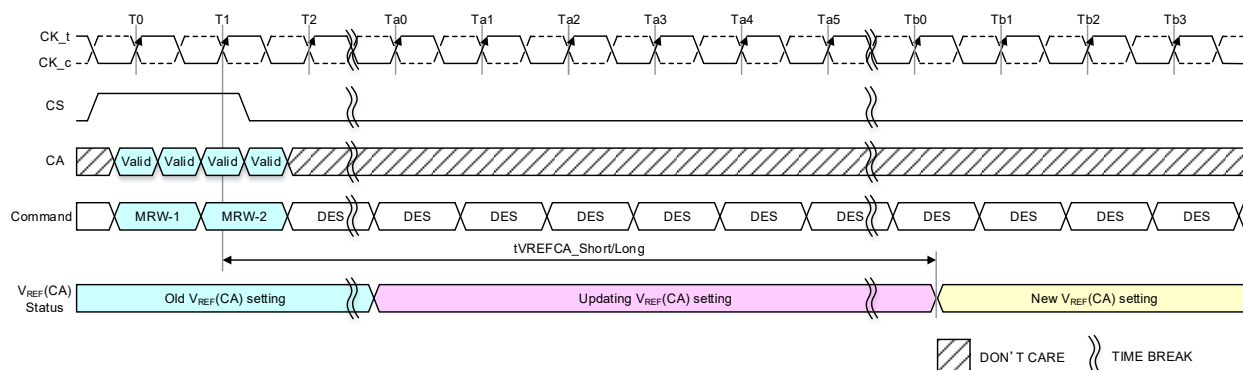 T0 T1 T2 Ta0 Ta1 Ta2 Ta3 Ta4 Ta5 Tb0 Tb1 Tb2 Tb3
CK_t
CK_c
CS
CA Valid Valid Valid Valid
Command MRW-1 MRW-2 DES DES DES DES DES DES DES DES DES DES DES
tVREFCA_Short/Long
VREF(CA) Status Old VREF(CA) setting Updating VREF(CA) setting New VREF(CA) setting
DON'T CARE TIME BREAK